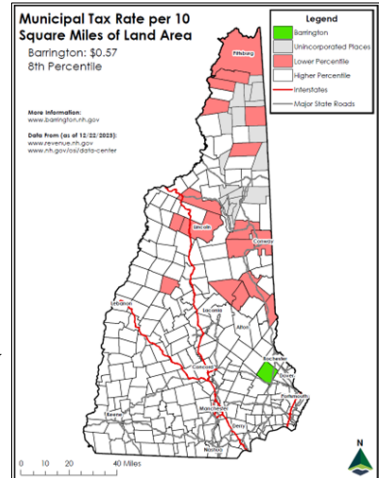 Municipal Tax Rate per 10
Square Miles of Land Area
Barrington: $0.57
8th Percentile
Legend
Barrington
Unincorporated Places
Lower Percentile
Higher Percentile
Interstates
Major State Roads
More Information:
www.barrington.nh.gov
Data From (as of 12/22/2023):
www.revenue.nh.gov
www.nh.gov/osi/data-center
Pittsburg
Lincoln
Conway
Lebanon
Laconia
Alton
Rochester
Dover
Concord
Portsmouth
Manchester
Keene
Derry
Nashua
N
0 10 20 40 Miles